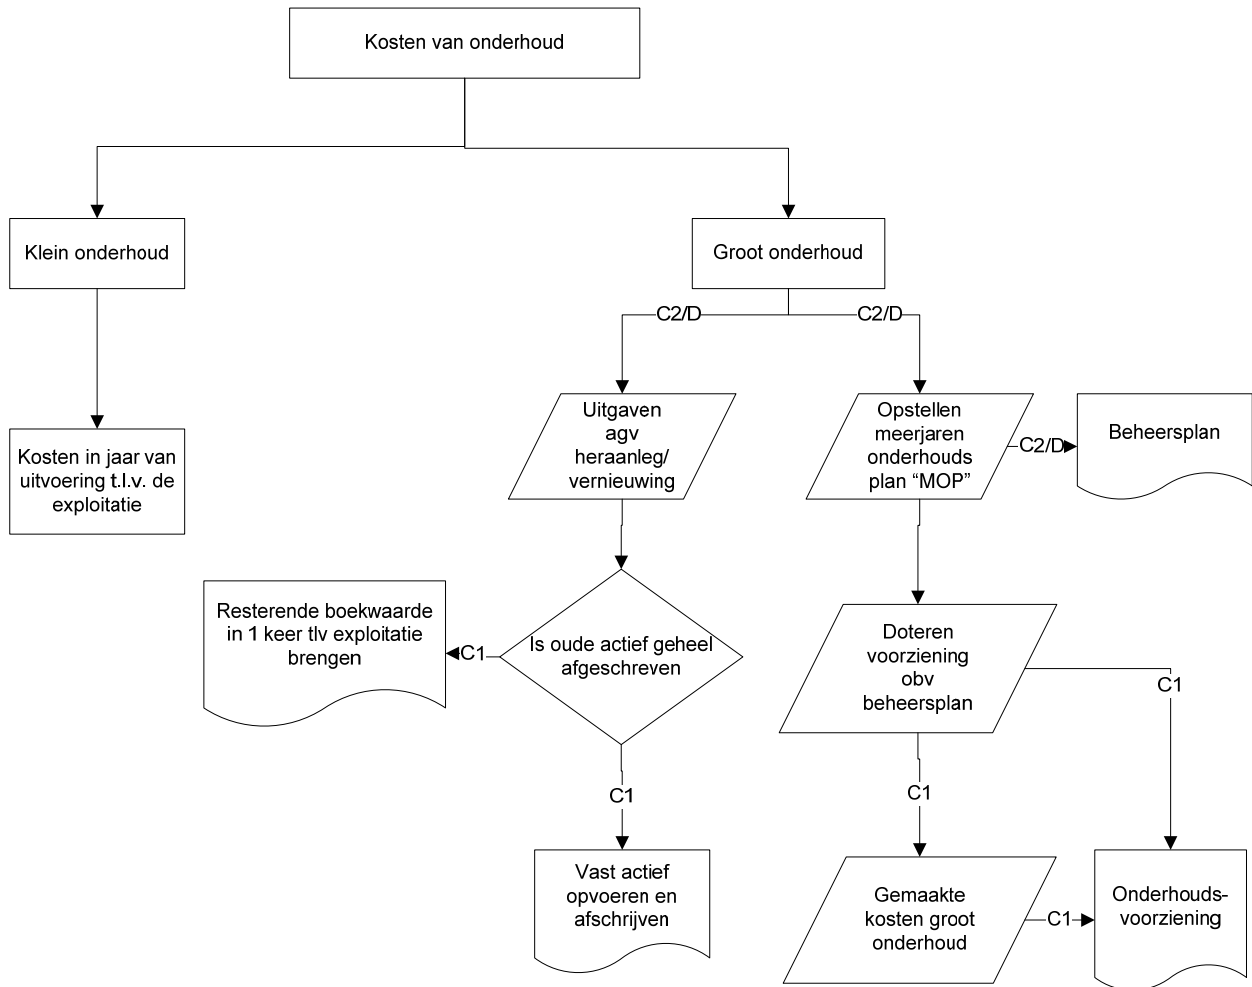 Kosten van onderhoud
Klein onderhoud
Groot onderhoud
C2/D
C2/D
Kosten in jaar van
uitvoering t.l.v. de
exploitatie
Uitgaven
agv
heraanleg/
vernieuwing
Opstellen
meerjaren
onderhouds
plan “MOP”
C2/D
Beheersplan
Resterende boekwaarde
in 1 keer tlv exploitatie
brengen
C1
Is oude actief geheel
afgeschreven
Doteren
voorziening
obv
beheersplan
C1
C1
C1
Vast actief
opvoeren en
afschrijven
Gemaakte
kosten groot
onderhoud
C1
Onderhouds-
voorziening